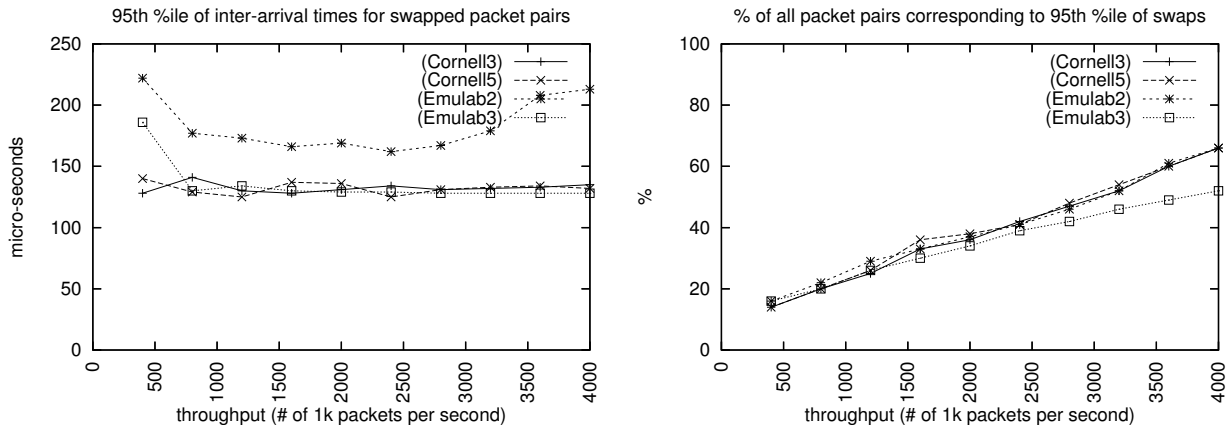 95th %ile of inter-arrival times for swapped packet pairs
250
200
150
100
50
0
micro-seconds
(Cornell3)
(Cornell5)
(Emulab2)
(Emulab3)
0
500
1000
1500
2000
2500
3000
3500
4000
throughput (# of 1k packets per second)
% of all packet pairs corresponding to 95th %ile of swaps
100
80
60
40
20
0
%
(Cornell3)
(Cornell5)
(Emulab2)
(Emulab3)
0
500
1000
1500
2000
2500
3000
3500
4000
throughput (# of 1k packets per second)